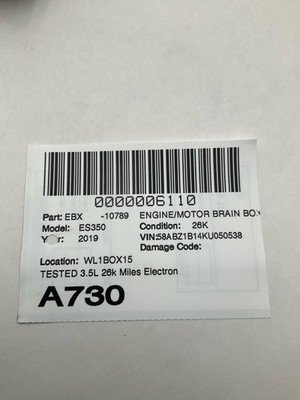 0000006110
Part: EBX -10789 ENGINE/MOTOR BRAIN BOX
Model: ES350 Condition: 26K
Year: 2019 VIN:58ABZ1B14KU050538
Damage Code:
Location: WL1BOX15
TESTED 3.5L 26k Miles Electron
A730